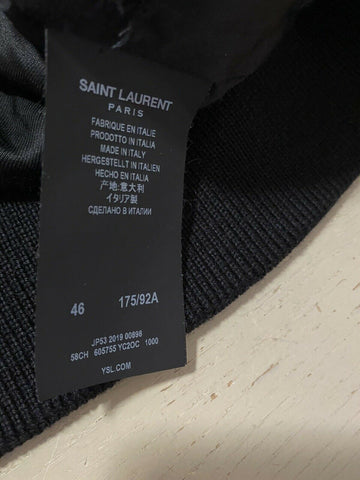 SAINT LAURENT
PARIS
FABRIQUE EN ITALIE
PRODOTTO IN ITALIA
MADE IN ITALY
HERGESTELLT IN ITALIEN
HECHO EN ITALIA
产地:意大利
イタリア製
СДЕЛАНО В ИТАЛИИ
46 175/92A
JP53 2019 00898
58CH 605755 YC2OC 1000
YSL.COM